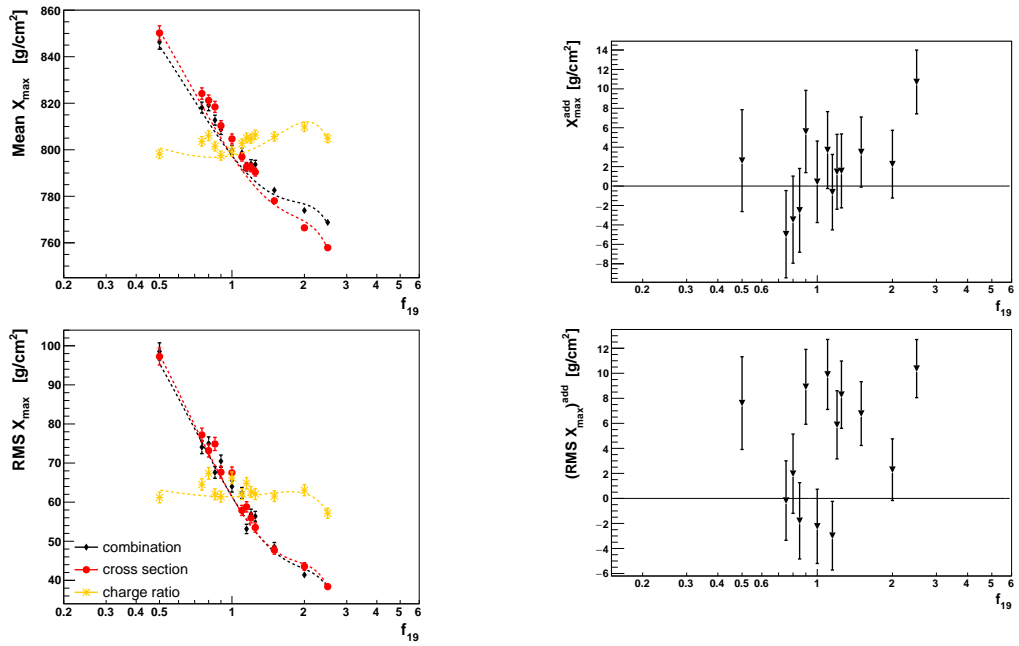 Mean X_max [g/cm²]
860
840
820
800
780
760
0.2 0.3 0.4 0.5 1 2 3 4 5 6
f_19
X_max^add [g/cm²]
14
12
10
8
6
4
2
0
−2
−4
−6
−8
0.2 0.3 0.4 0.5 0.6 1 2 3 4 5 6
f_19
RMS X_max [g/cm²]
100
90
80
70
60
50
40
combination
cross section
charge ratio
0.2 0.3 0.4 0.5 1 2 3 4 5 6
f_19
(RMS X_max)^add [g/cm²]
12
10
8
6
4
2
0
−2
−4
−6
0.2 0.3 0.4 0.5 0.6 1 2 3 4 5 6
f_19